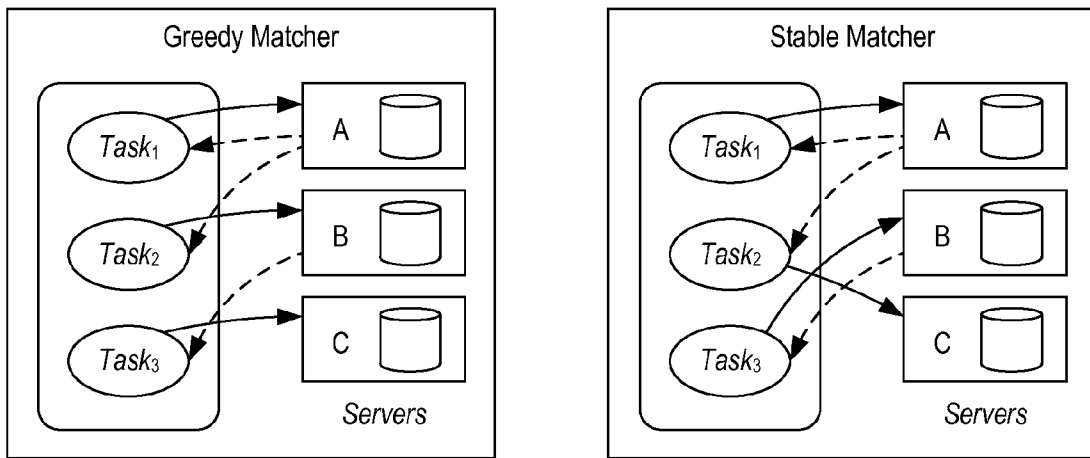 Greedy Matcher
Task1
A
Task2
B
Task3
C
Servers
Stable Matcher
Task1
A
Task2
B
Task3
C
Servers